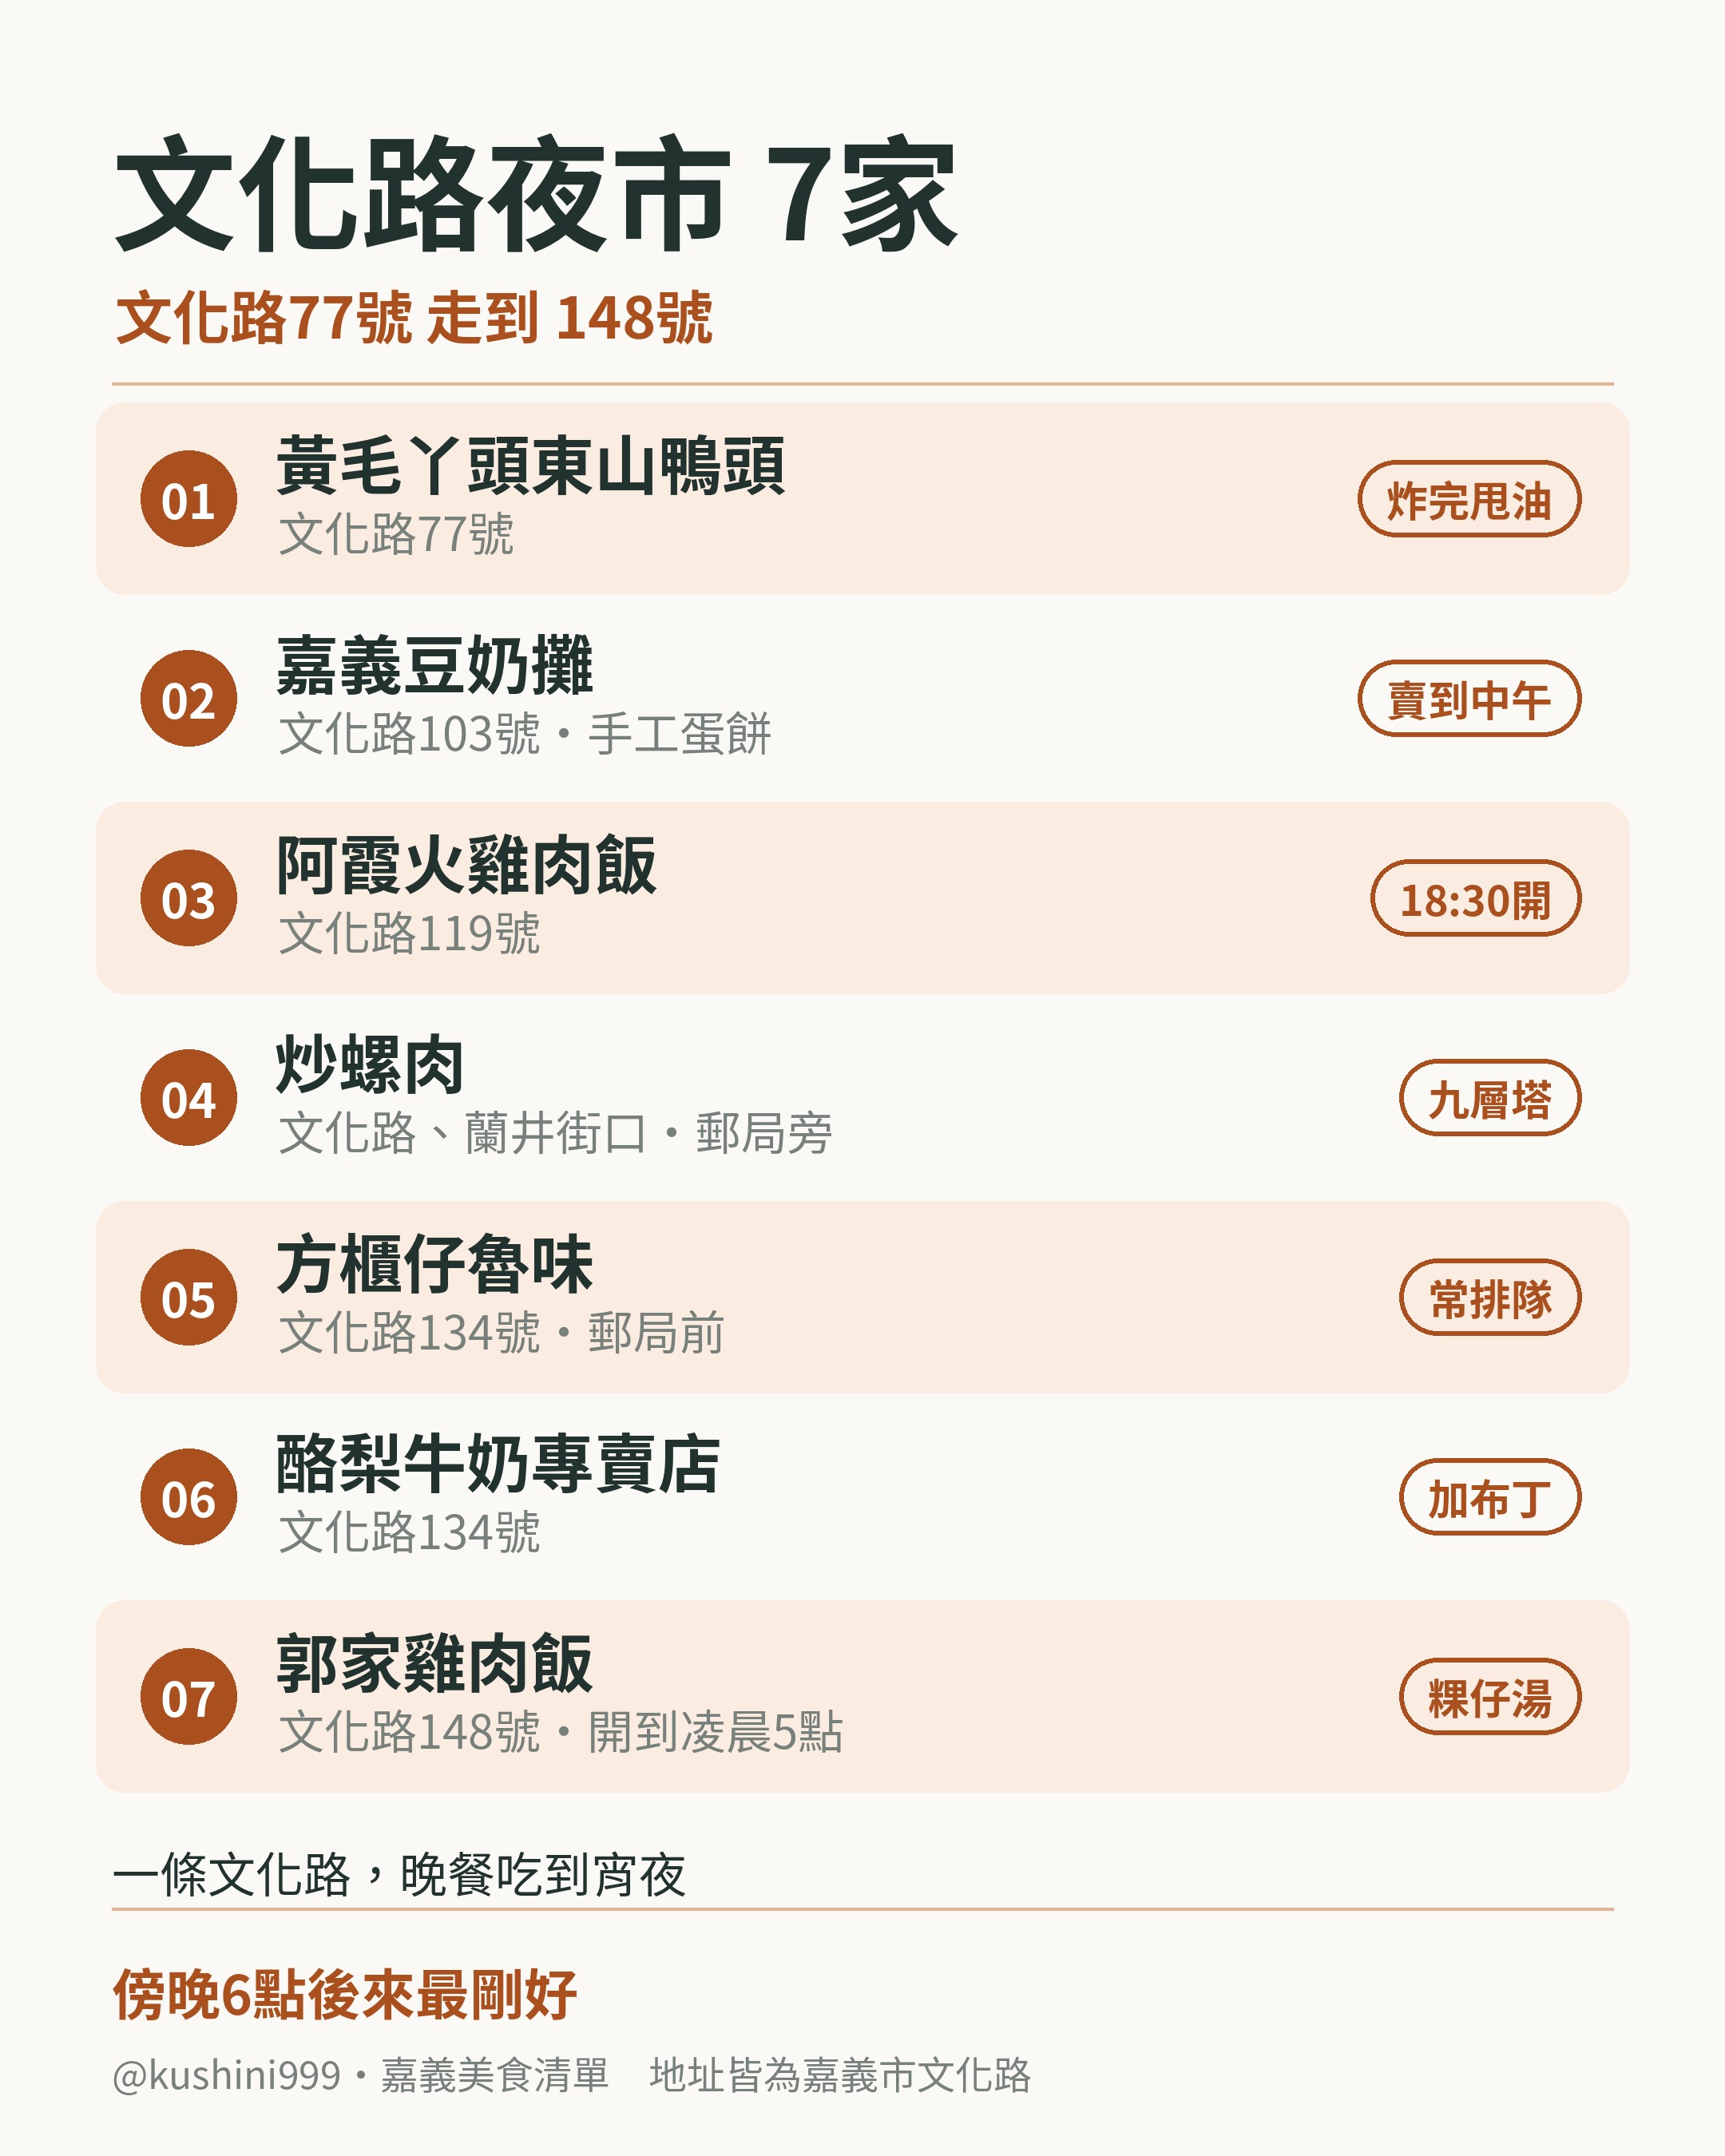 文化路夜市 7家
文化路77號 走到 148號
01
黃毛丫頭東山鴨頭
炸完甩油
文化路77號
02
嘉義豆奶攤
賣到中午
文化路103號・手工蛋餅
03
阿霞火雞肉飯
18:30開
文化路119號
04
炒螺肉
九層塔
文化路、蘭井街口・郵局旁
05
方櫃仔魯味
常排隊
文化路134號・郵局前
06
酪梨牛奶專賣店
加布丁
文化路134號
07
郭家雞肉飯
粿仔湯
文化路148號・開到凌晨5點
一條文化路，晚餐吃到宵夜
傍晚6點後來最剛好
@kushini999・嘉義美食清單　地址皆為嘉義市文化路